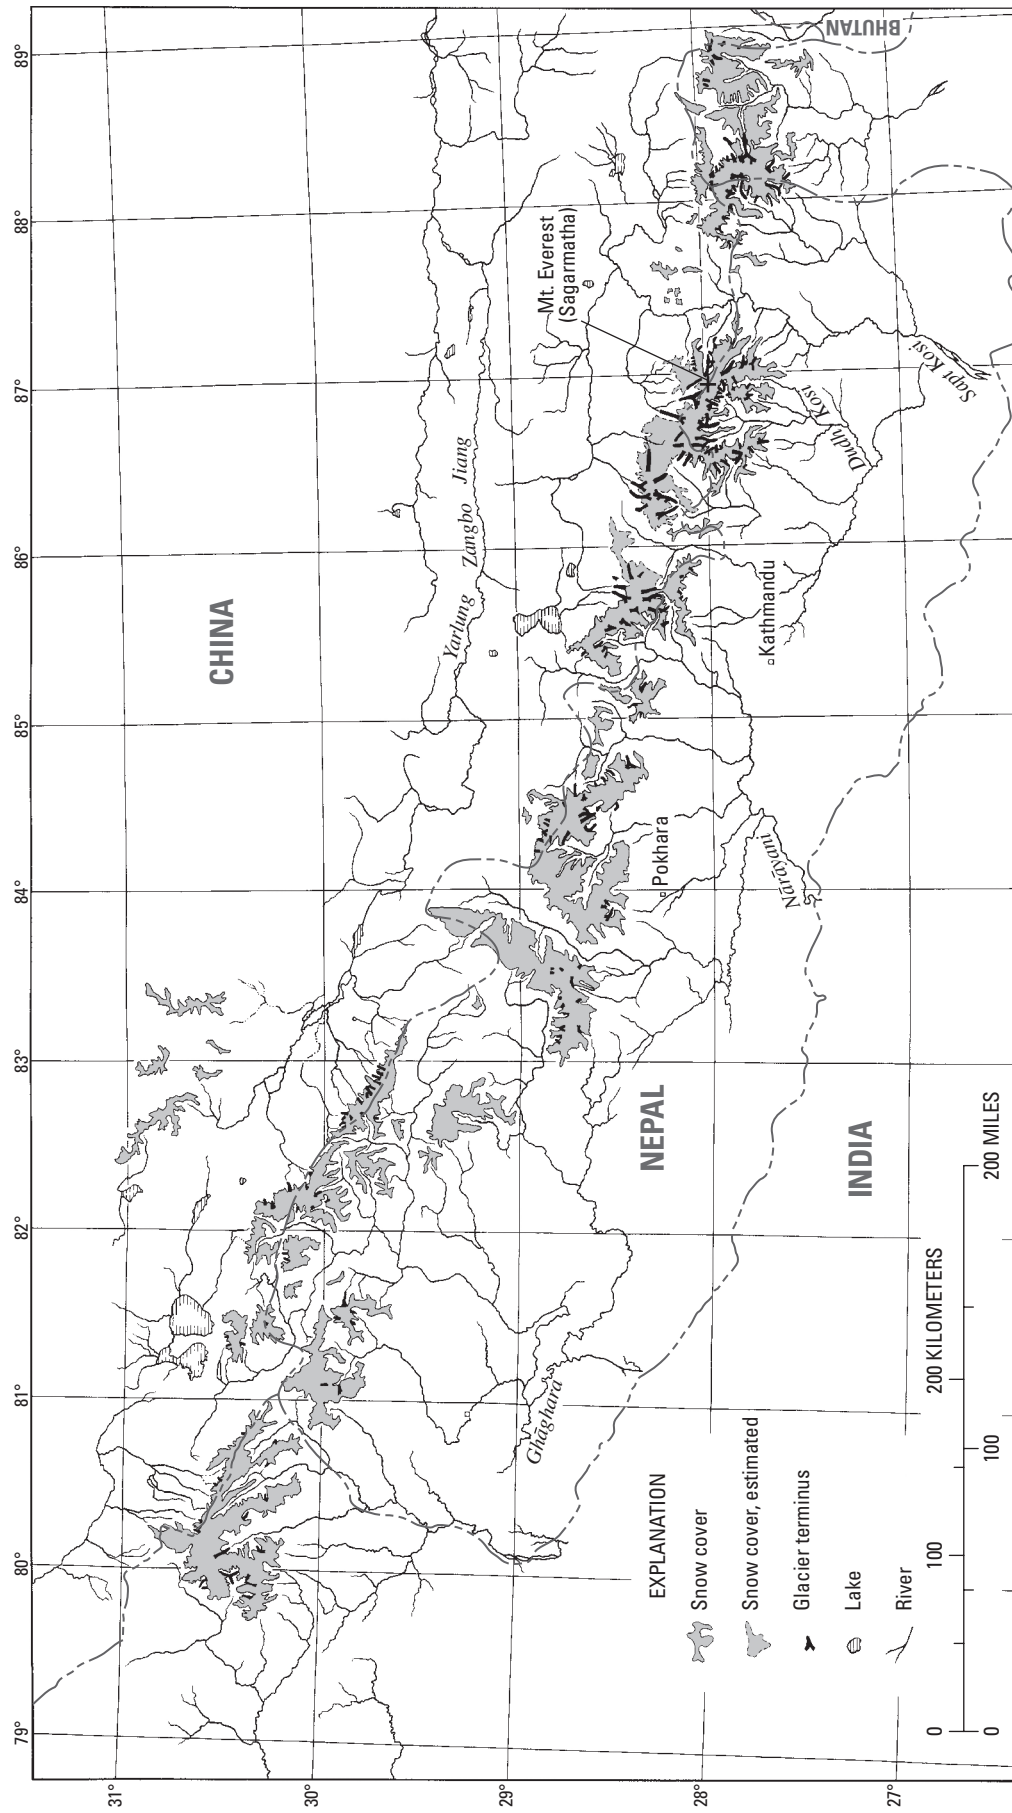 79°
80°
81°
82°
83°
84°
85°
86°
87°
88°
89°
31°
30°
29°
28°
27°
CHINA
NEPAL
INDIA
BHUTAN
Yarlung Zangbo Jiang
Mt. Everest
(Sagarmatha)
Kathmandu
Pokhara
Dudh Kosi
Sapt Kosi
Nārāyani
Ghāghara
EXPLANATION
Snow cover
Snow cover, estimated
Glacier terminus
Lake
River
0 100 200 KILOMETERS
0 100 200 MILES